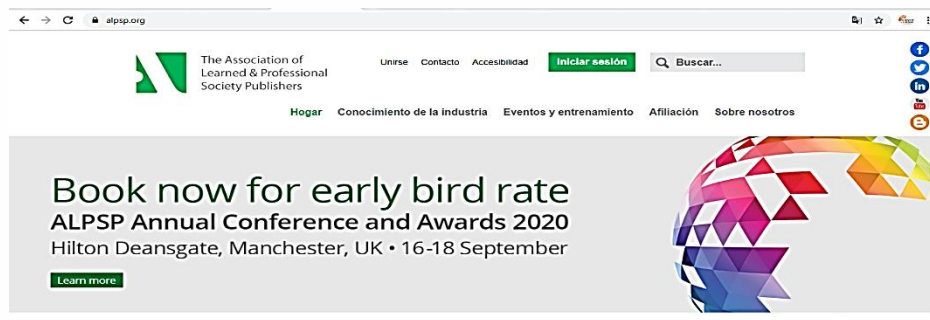 alpsp.org
The Association of
Learned & Professional
Society Publishers
Unirse Contacto Accesibilidad Iniciar sesión Buscar...
Hogar Conocimiento de la industria Eventos y entrenamiento Afiliación Sobre nosotros
Book now for early bird rate
ALPSP Annual Conference and Awards 2020
Hilton Deansgate, Manchester, UK • 16-18 September
Learn more